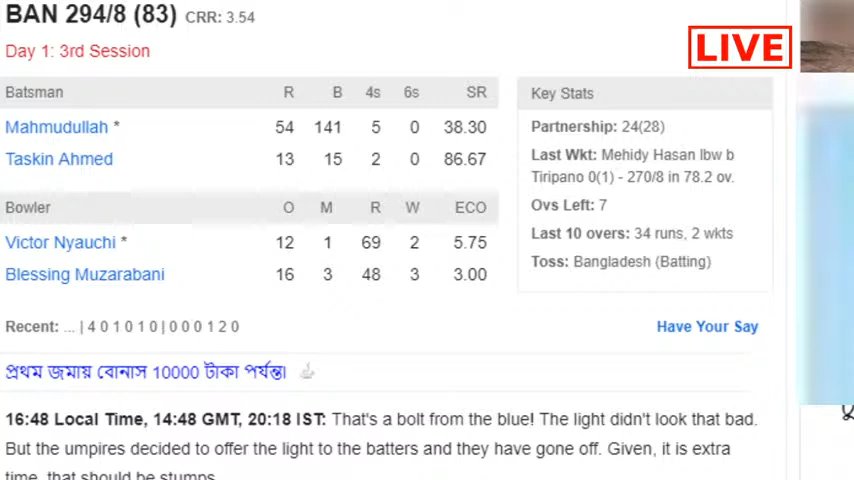 BAN 294/8 (83) CRR: 3.54
LIVE
Day 1: 3rd Session
Batsman R B 4s 6s SR
Mahmudullah * 54 141 5 0 38.30
Taskin Ahmed 13 15 2 0 86.67
Bowler O M R W ECO
Victor Nyauchi * 12 1 69 2 5.75
Blessing Muzarabani 16 3 48 3 3.00
Key Stats
Partnership: 24(28)
Last Wkt: Mehidy Hasan lbw b
Tiripano 0(1) - 270/8 in 78.2 ov.
Ovs Left: 7
Last 10 overs: 34 runs, 2 wkts
Toss: Bangladesh (Batting)
Recent: ... | 4 0 1 0 1 0 | 0 0 0 1 2 0
Have Your Say
প্রথম জমায় বোনাস 10000 টাকা পর্যন্ত।
16:48 Local Time, 14:48 GMT, 20:18 IST: That's a bolt from the blue! The light didn't look that bad.
But the umpires decided to offer the light to the batters and they have gone off. Given, it is extra
time, that should be stumps